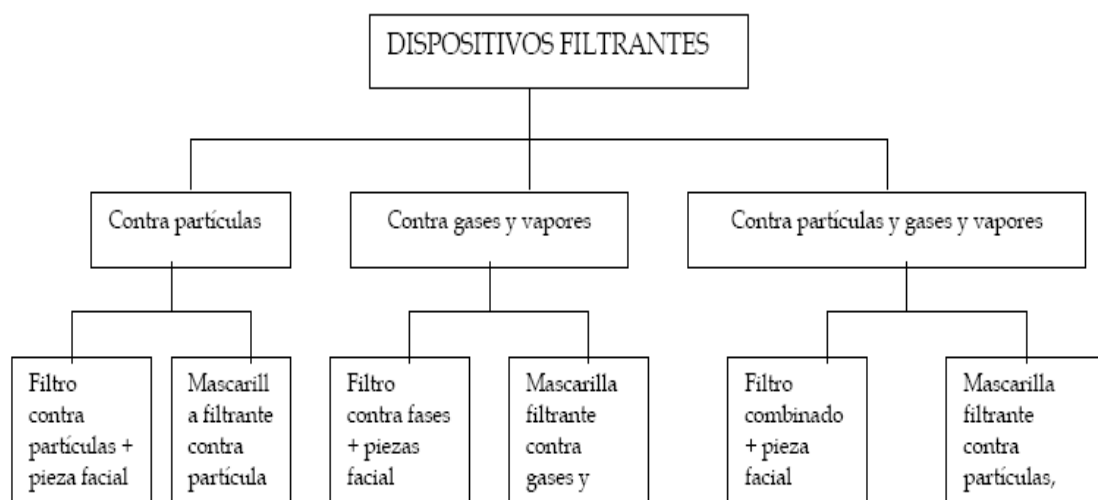 DISPOSITIVOS FILTRANTES
Contra partículas
Contra gases y vapores
Contra partículas y gases y vapores
Filtro
contra
partículas +
pieza facial
Mascarill
a filtrante
contra
partícula
Filtro
contra fases
+ piezas
facial
Mascarilla
filtrante
contra
gases y
Filtro
combinado
+ pieza
facial
Mascarilla
filtrante
contra
partículas,